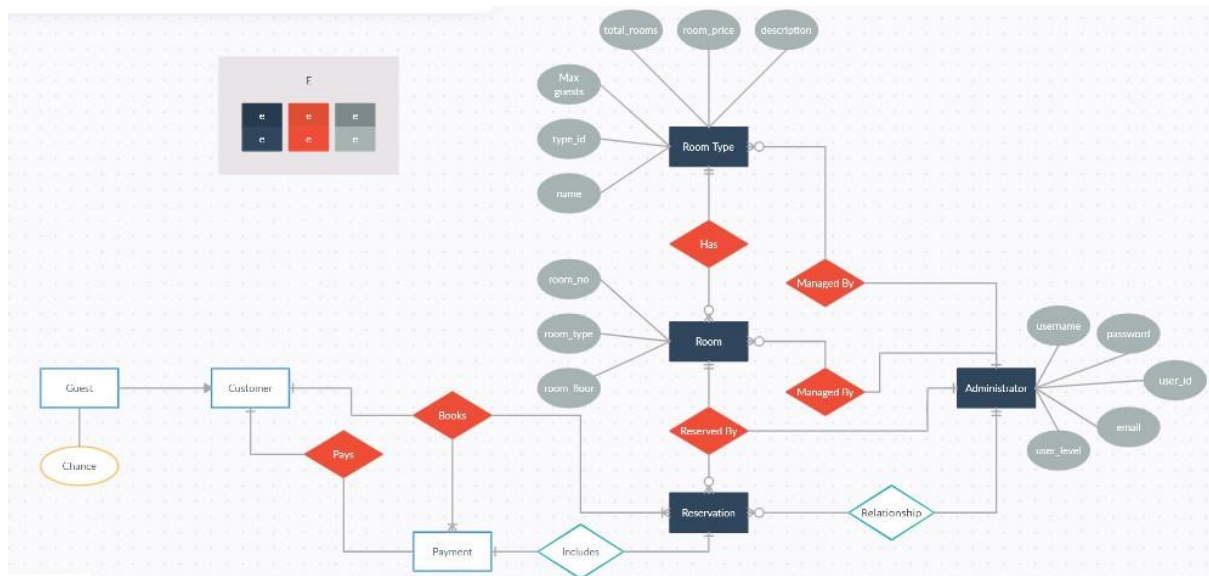 total_rooms
room_price
description
F
e e e
e e e
Max
guests
type_id
name
Room Type
Has
Managed By
room_no
room_type
room_floor
Room
Managed By
username
password
user_id
email
user_level
Administrator
Guest
Customer
Chance
Books
Pays
Reserved By
Payment
Includes
Reservation
Relationship